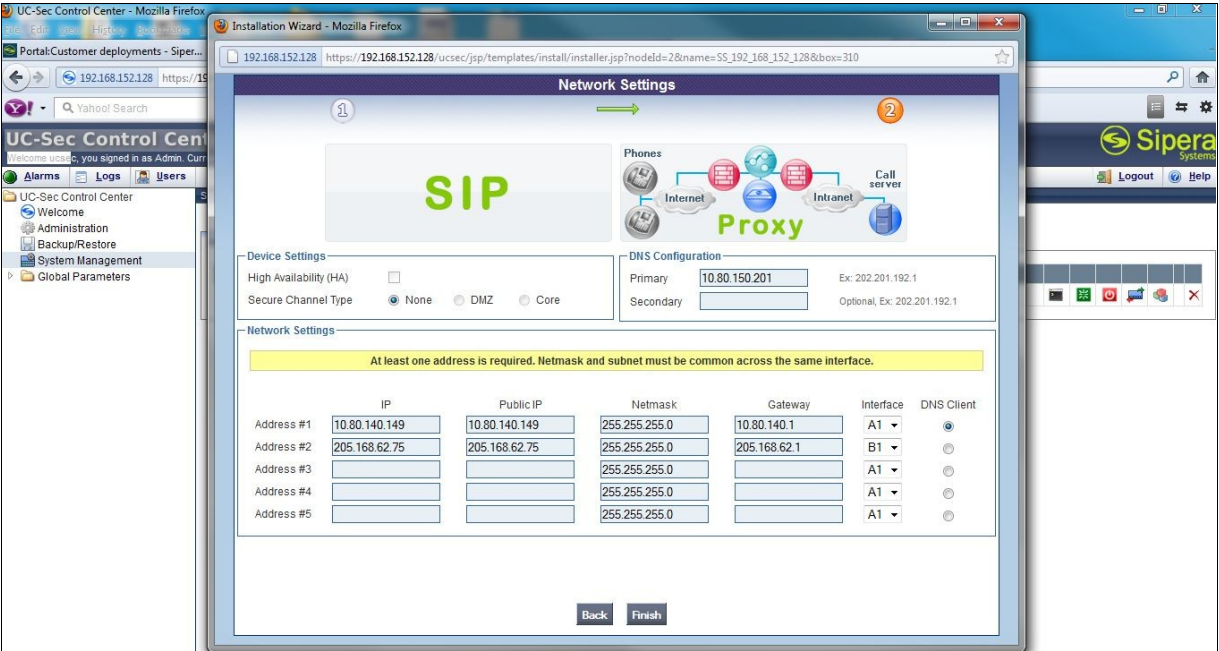 UC-Sec Control Center - Mozilla Firefox
Portal:Customer deployments - Siper...
192.168.152.128 https://19
Yahoo! Search
UC-Sec Control Cen
Welcome ucsec, you signed in as Admin. Curr
Alarms Logs Users
UC-Sec Control Center
Welcome
Administration
Backup/Restore
System Management
Global Parameters
Installation Wizard - Mozilla Firefox
192.168.152.128 https://192.168.152.128/ucsec/jsp/templates/install/installer.jsp?nodeId=2&name=SS_192_168_152_128&box=310
Network Settings
1 2
SIP
Phones
Internet
Intranet
Call
server
Proxy
Device Settings
High Availability (HA)
Secure Channel Type None DMZ Core
DNS Configuration
Primary 10.80.150.201 Ex: 202.201.192.1
Secondary Optional, Ex: 202.201.192.1
Network Settings
At least one address is required. Netmask and subnet must be common across the same interface.
IP Public IP Netmask Gateway Interface DNS Client
Address #1 10.80.140.149 10.80.140.149 255.255.255.0 10.80.140.1 A1
Address #2 205.168.62.75 205.168.62.75 255.255.255.0 205.168.62.1 B1
Address #3 255.255.255.0 A1
Address #4 255.255.255.0 A1
Address #5 255.255.255.0 A1
Back Finish
Sipera
Systems
Logout Help